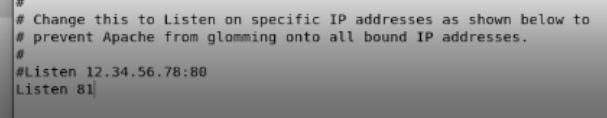 #
# Change this to Listen on specific IP addresses as shown below to
# prevent Apache from glomming onto all bound IP addresses.
#
#Listen 12.34.56.78:80
Listen 81